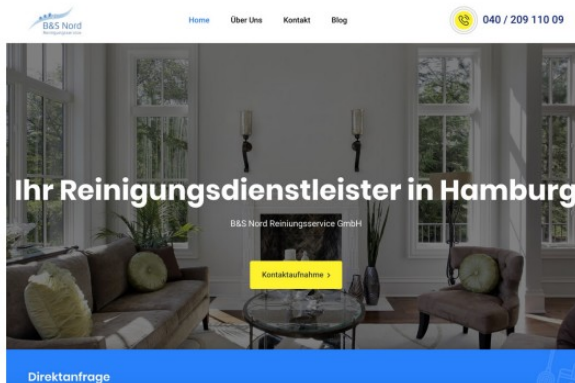 B&S Nord
Reinigungsservice
Home Über Uns Kontakt Blog
040 / 209 110 09
Ihr Reinigungsdienstleister in Hamburg
B&S Nord Reiniungsservice GmbH
Kontaktaufnahme >
Direktanfrage